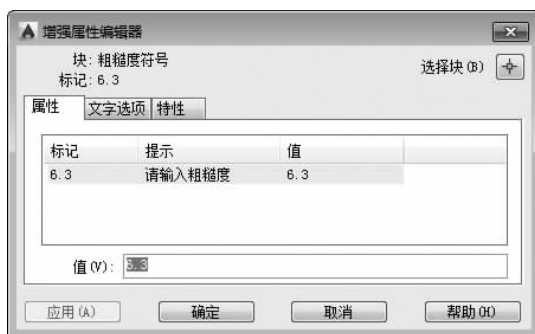 增强属性编辑器
块: 粗糙度符号
标记: 6.3
选择块(B)
属性 文字选项 特性
标记 提示 值
6.3 请输入粗糙度 6.3
值(V): 6.3
应用(A) 确定 取消 帮助(H)